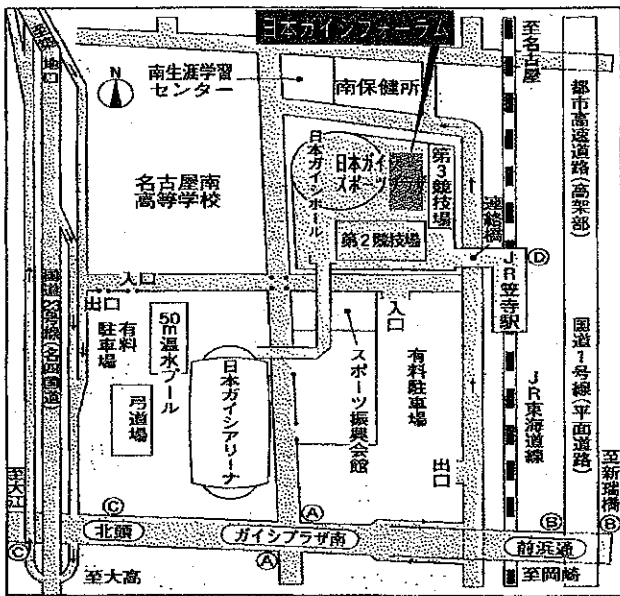 日本ガイシフォーラム
N
南生涯学習
センター
南保健所
至名古屋
都市高速道路(高架部)
名古屋南
高等学校
日本ガイシホール
日本ガイシ
スポーツプラザ
第3競技場
連絡橋
第2競技場
Ⓓ
JR笠寺駅
入口
出口
有料
駐車場
50m温水プール
弓道場
日本ガイシアリーナ
スポーツ振興会館
入口
有料駐車場
出口
JR東海道線
国道1号線(平面道路)
国道23号線(名四国道)
至新瑞橋
至大江
Ⓒ
Ⓒ
北頭
Ⓐ
ガイシプラザ南
Ⓐ
Ⓑ
Ⓑ
前浜通
至大高
至岡崎